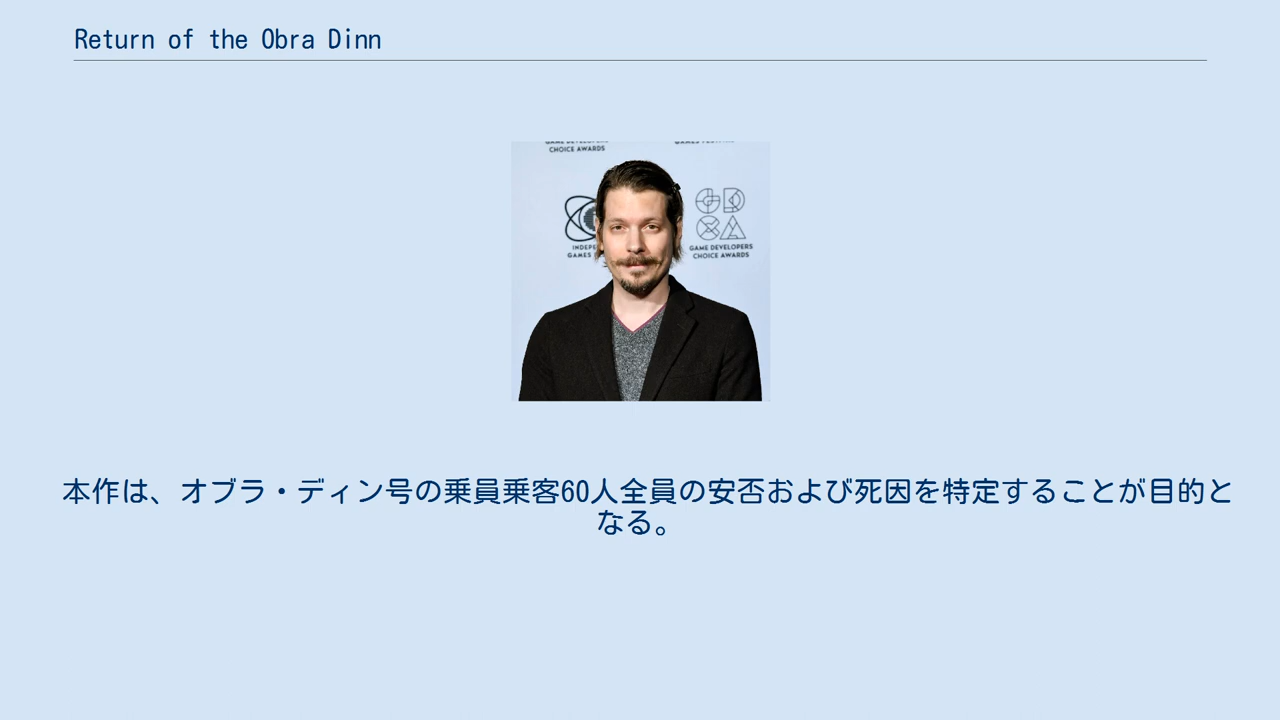 Return of the Obra Dinn
CHOICE AWARDS
GAME DEVELOPERS
CHOICE AWARDS
本作は、オブラ・ディン号の乗員乗客60人全員の安否および死因を特定することが目的と
なる。